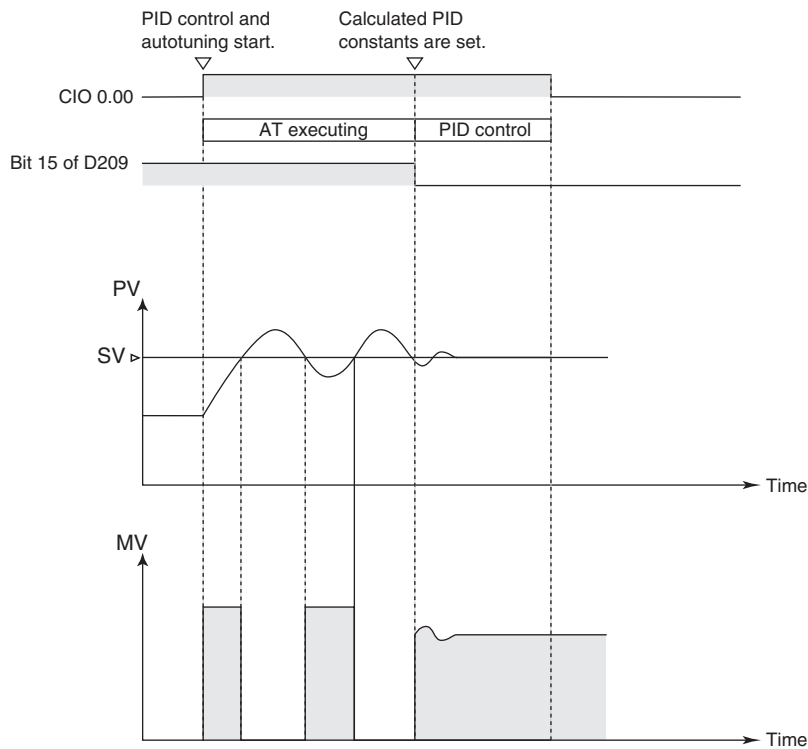 PID control and
autotuning start.
Calculated PID
constants are set.
CIO 0.00
AT executing
PID control
Bit 15 of D209
PV
SV
Time
MV
Time